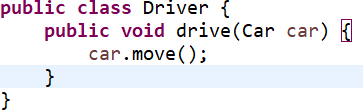 public class Driver {
    public void drive(Car car) {
        car.move();
    }
}